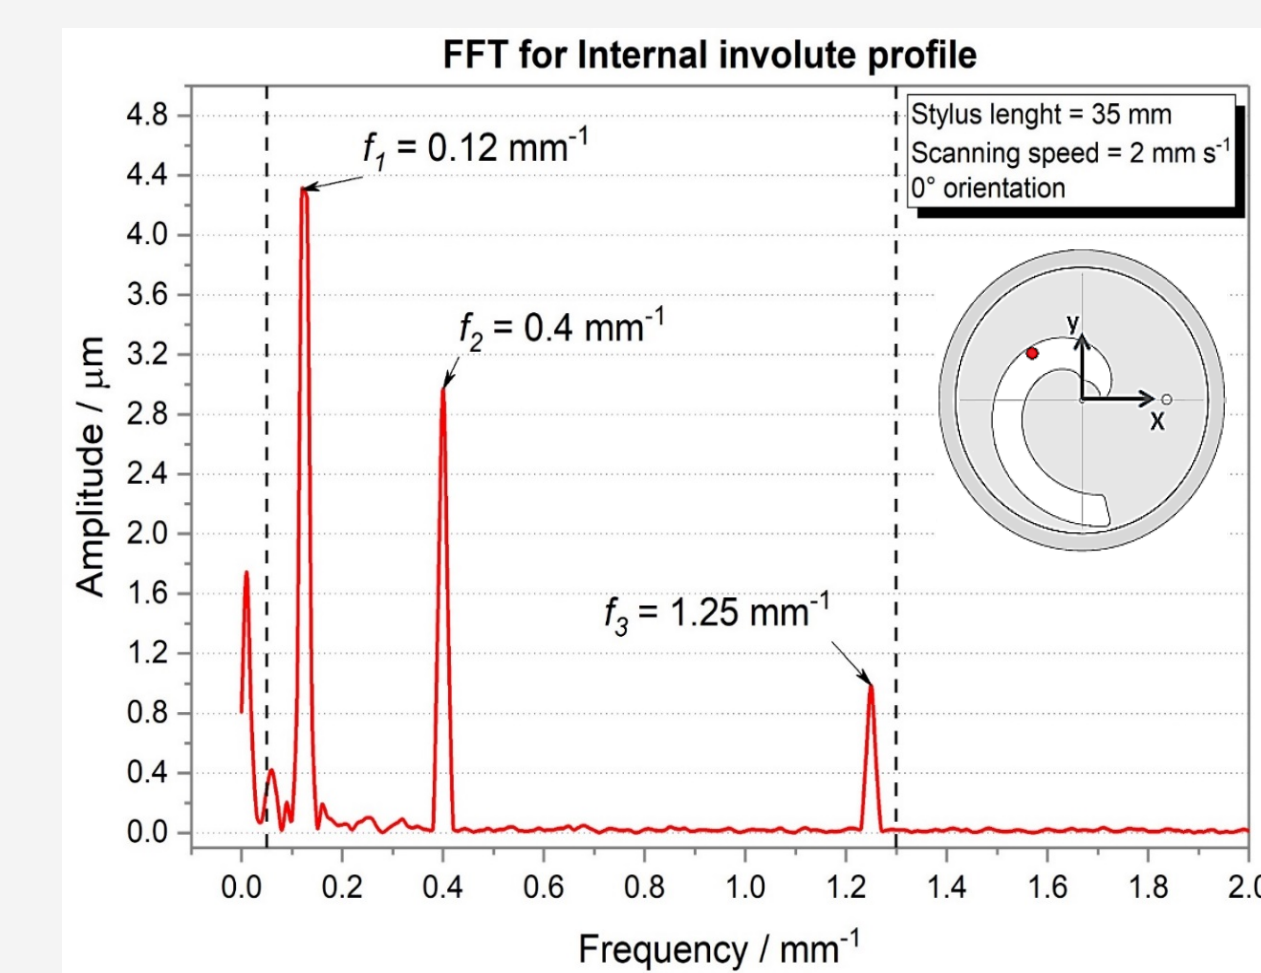 FFT for Internal involute profile
Stylus lenght = 35 mm
Scanning speed = 2 mm s⁻¹
0° orientation
f₁ = 0.12 mm⁻¹
f₂ = 0.4 mm⁻¹
f₃ = 1.25 mm⁻¹
y
x
Amplitude / μm
4.8
4.4
4.0
3.6
3.2
2.8
2.4
2.0
1.6
1.2
0.8
0.4
0.0
0.0 0.2 0.4 0.6 0.8 1.0 1.2 1.4 1.6 1.8 2.0
Frequency / mm⁻¹